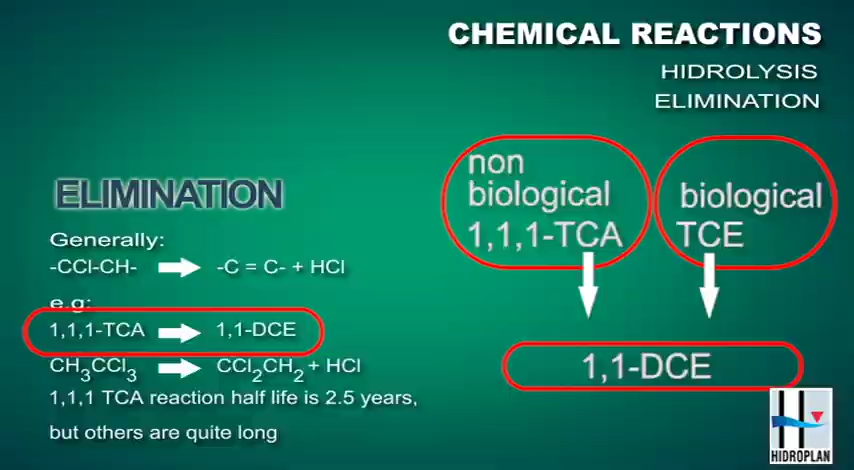 CHEMICAL REACTIONS
HIDROLYSIS
ELIMINATION
ELIMINATION
Generally:
-CCl-CH- -C = C- + HCl
e.g:
1,1,1-TCA 1,1-DCE
CH3CCl3 CCl2CH2 + HCl
1,1,1 TCA reaction half life is 2.5 years,
but others are quite long
non
biological
1,1,1-TCA
biological
TCE
1,1-DCE
HIDROPLAN